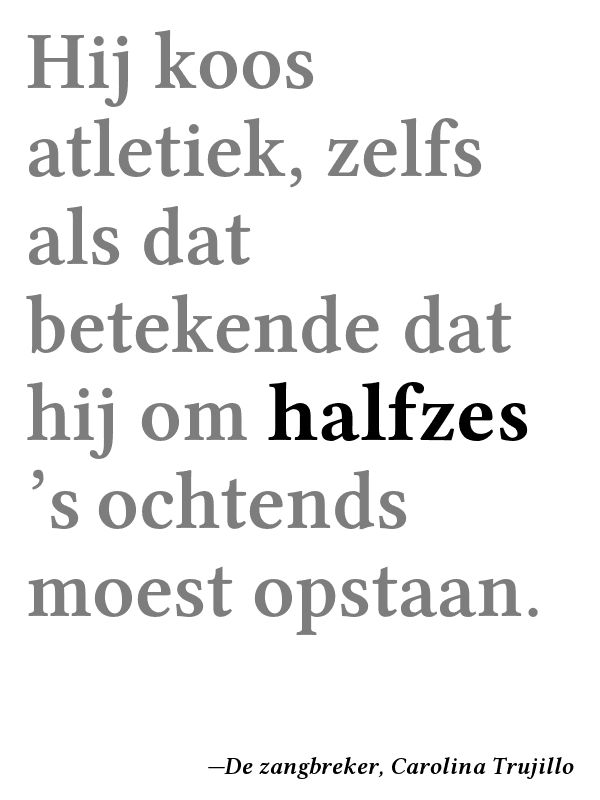 Hij koos
atletiek, zelfs
als dat
betekende dat
hij om halfzes
’s ochtends
moest opstaan.
—De zangbreker, Carolina Trujillo